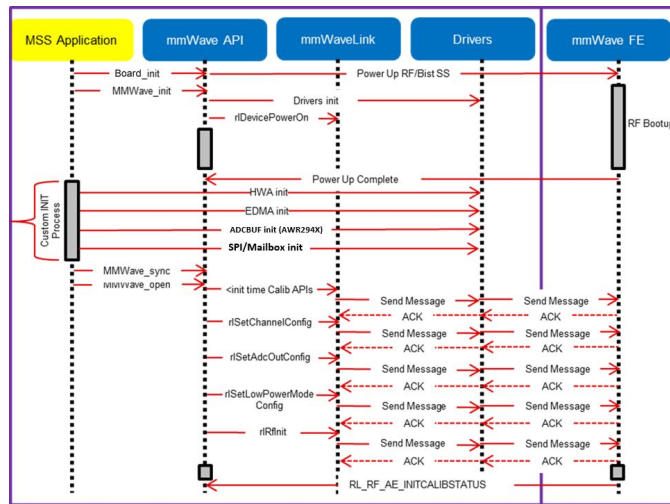 MSS Application
mmWave API
mmWaveLink
Drivers
mmWave FE
Board_init
Power Up RF/Bist SS
MMWave_init
Drivers init
rlDevicePowerOn
RF Bootup
Power Up Complete
Custom INIT
Process
HWA init
EDMA init
ADCBUF init (AWR294X)
SPI/Mailbox init
MMWave_sync
MMWave_open
<init time Calib APIs
Send Message
Send Message
ACK
ACK
rlSetChannelConfig
Send Message
Send Message
ACK
ACK
rlSetAdcOutConfig
Send Message
Send Message
ACK
ACK
rlSetLowPowerMode
Config
Send Message
Send Message
ACK
ACK
rlRfInit
Send Message
Send Message
ACK
ACK
RL_RF_AE_INITCALIBSTATUS